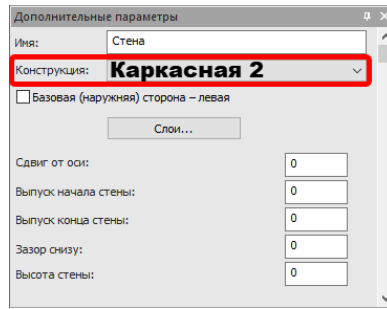 Дополнительные параметры
Имя: Стена
Конструкция: Каркасная 2
Базовая (наружняя) сторона – левая
Слои...
Сдвиг от оси: 0
Выпуск начала стены: 0
Выпуск конца стены: 0
Зазор снизу: 0
Высота стены: 0